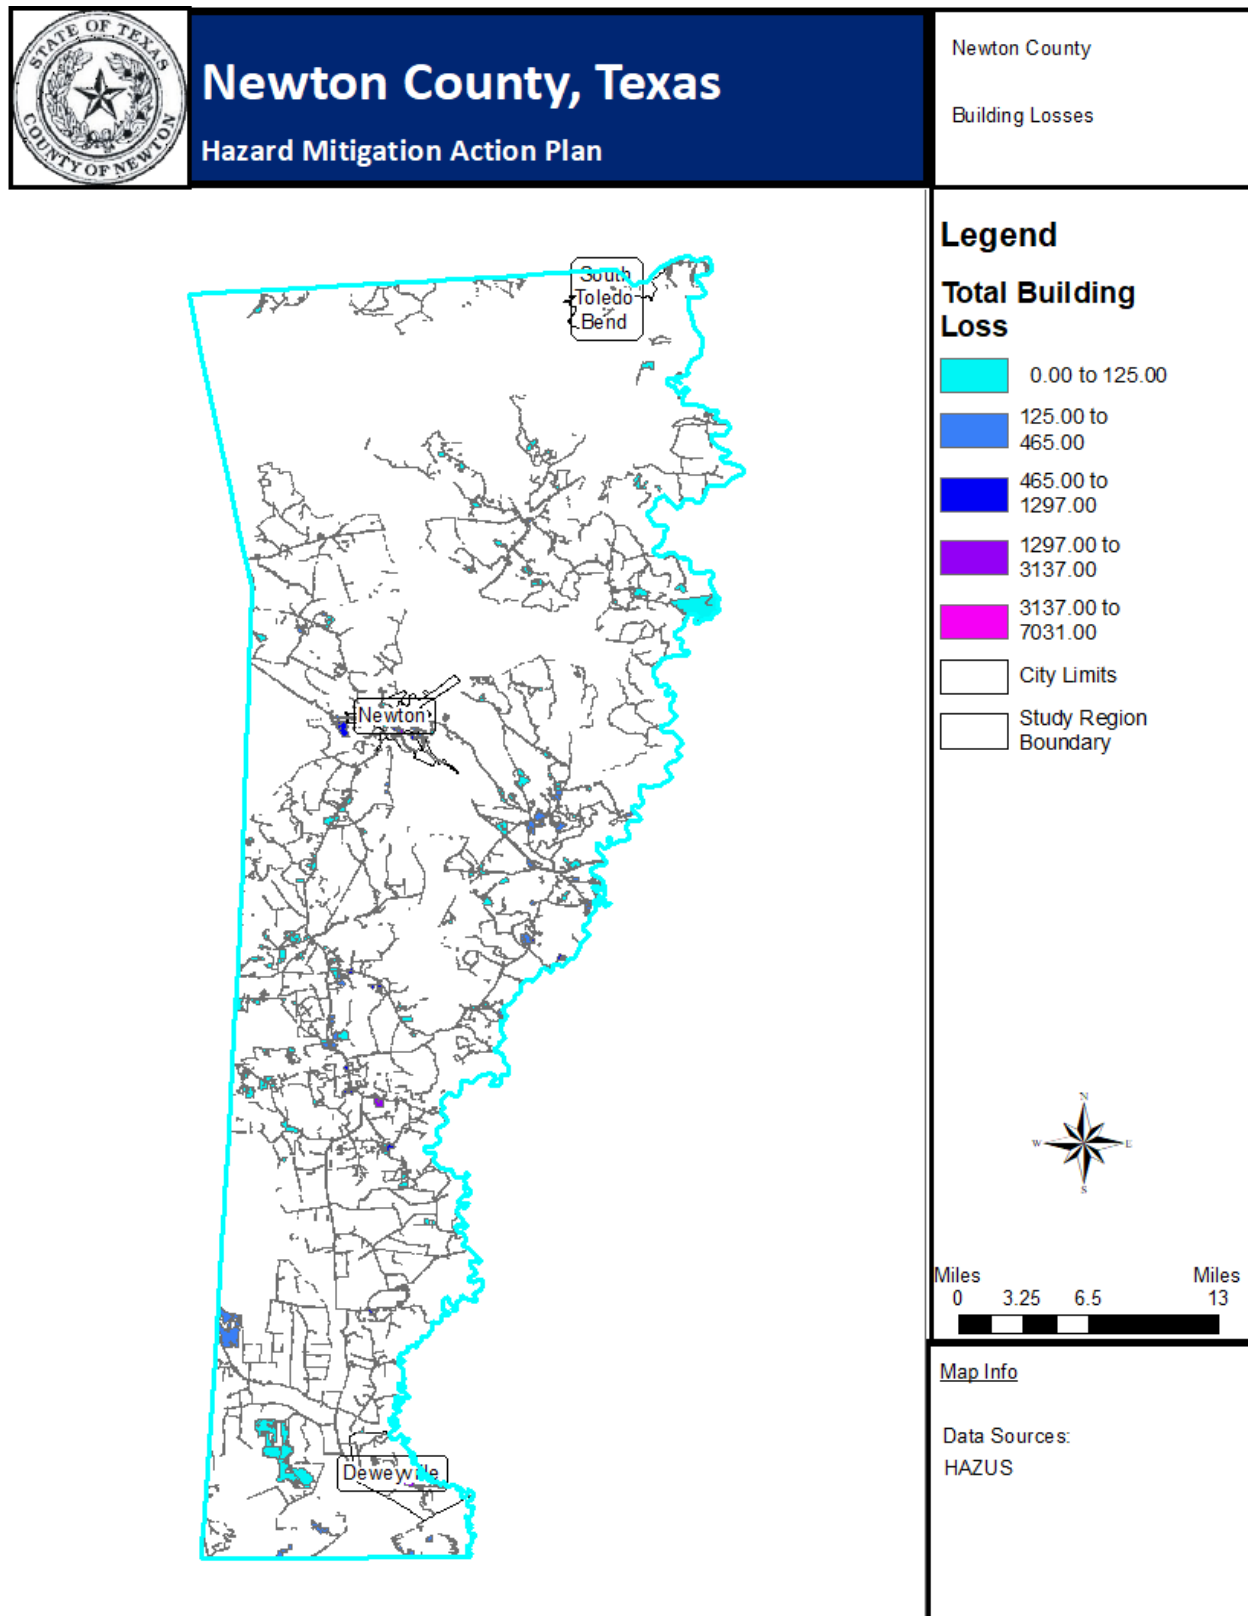 STATE OF TEXAS
COUNTY OF NEWTON
Newton County, Texas
Hazard Mitigation Action Plan
Newton County
Building Losses
South
Toledo
Bend
Newton
Deweyville
Legend
Total Building
Loss
0.00 to 125.00
125.00 to
465.00
465.00 to
1297.00
1297.00 to
3137.00
3137.00 to
7031.00
City Limits
Study Region
Boundary
N
W E
S
Miles Miles
0 3.25 6.5 13
Map Info
Data Sources:
HAZUS